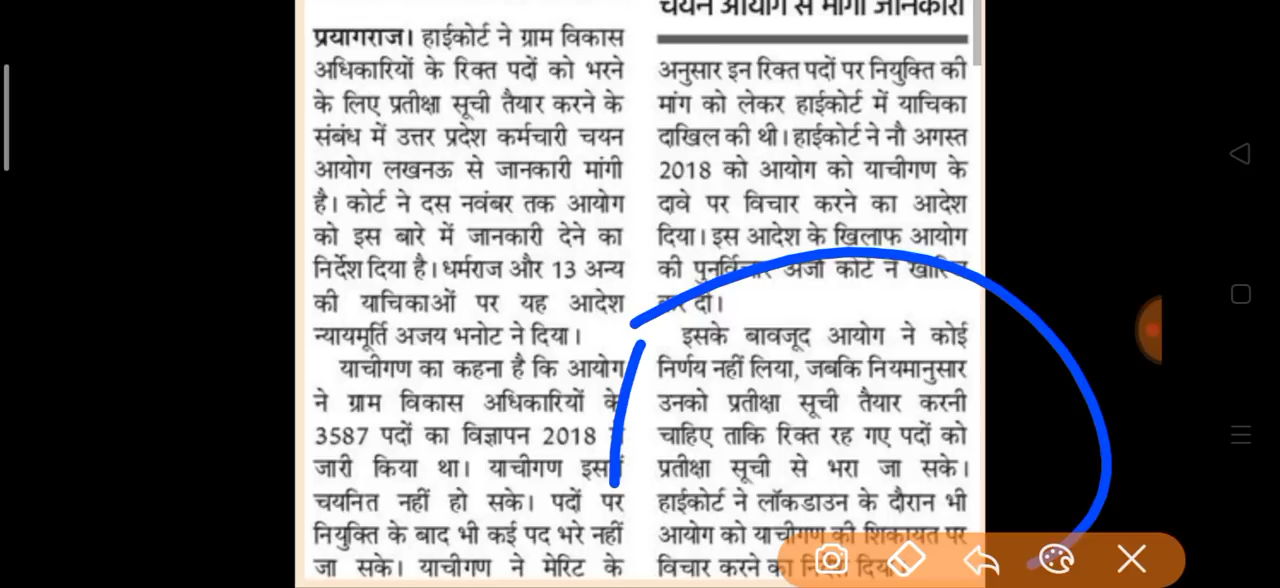 प्रयागराज। हाईकोर्ट ने ग्राम विकास
अधिकारियों के रिक्त पदों को भरने
के लिए प्रतीक्षा सूची तैयार करने के
संबंध में उत्तर प्रदेश कर्मचारी चयन
आयोग लखनऊ से जानकारी मांगी
है। कोर्ट ने दस नवंबर तक आयोग
को इस बारे में जानकारी देने का
निर्देश दिया है। धर्मराज और 13 अन्य
की याचिकाओं पर यह आदेश
न्यायमूर्ति अजय भनोट ने दिया।
याचीगण का कहना है कि आयोग
ने ग्राम विकास अधिकारियों के
3587 पदों का विज्ञापन 2018 में
जारी किया था। याचीगण इसमें
चयनित नहीं हो सके। पदों पर
नियुक्ति के बाद भी कई पद भरे नहीं
जा सके। याचीगण ने मेरिट के
चयन आयोग से मांगी जानकारी
अनुसार इन रिक्त पदों पर नियुक्ति की
मांग को लेकर हाईकोर्ट में याचिका
दाखिल की थी। हाईकोर्ट ने नौ अगस्त
2018 को आयोग को याचीगण के
दावे पर विचार करने का आदेश
दिया। इस आदेश के खिलाफ आयोग
की पुनर्विचार अर्जी कोर्ट ने खारिज
कर दी।
इसके बावजूद आयोग ने कोई
निर्णय नहीं लिया, जबकि नियमानुसार
उनको प्रतीक्षा सूची तैयार करनी
चाहिए ताकि रिक्त रह गए पदों को
प्रतीक्षा सूची से भरा जा सके।
हाईकोर्ट ने लॉकडाउन के दौरान भी
आयोग को याचीगण की शिकायत पर
विचार करने का निर्देश दिया